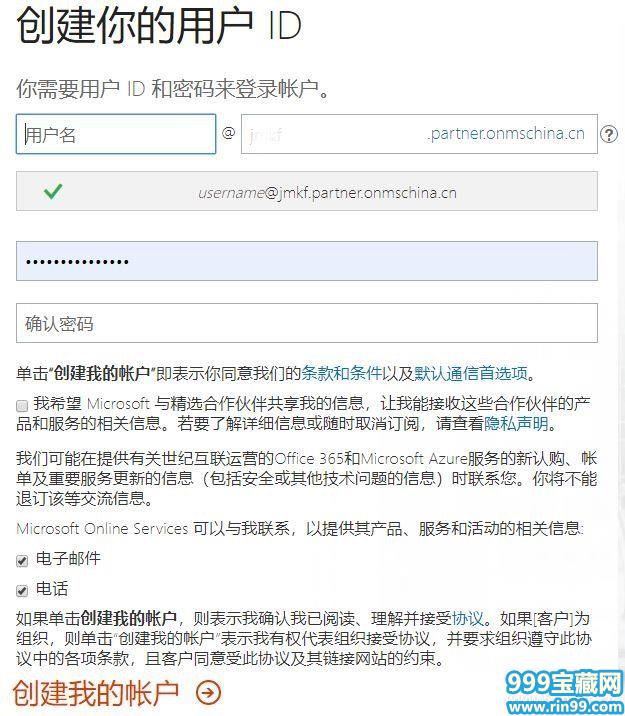 创建你的用户 ID
你需要用户 ID 和密码来登录帐户。
用户名 @ jmkf .partner.onmschina.cn ?
username@jmkf.partner.onmschina.cn
•••••••••••••••
确认密码
单击“创建我的帐户”即表示你同意我们的条款和条件以及默认通信首选项。
我希望 Microsoft 与精选合作伙伴共享我的信息，让我能接收这些合作伙伴的产
品和服务的相关信息。若要了解详细信息或随时取消订阅，请查看隐私声明。
我们可能在提供有关世纪互联运营的Office 365和Microsoft Azure服务的新认购、帐
单及重要服务更新的信息（包括安全或其他技术问题的信息）时联系您。你将不能
退订该等交流信息。
Microsoft Online Services 可以与我联系，以提供其产品、服务和活动的相关信息:
电子邮件
电话
如果单击创建我的帐户，则表示我确认我已阅读、理解并接受协议。如果[客户]为
组织，则单击“创建我的帐户”表示我有权代表组织接受协议，并要求组织遵守此协
议中的各项条款，且客户同意受此协议及其链接网站的约束。
创建我的帐户
999宝藏网
www.rin99.com